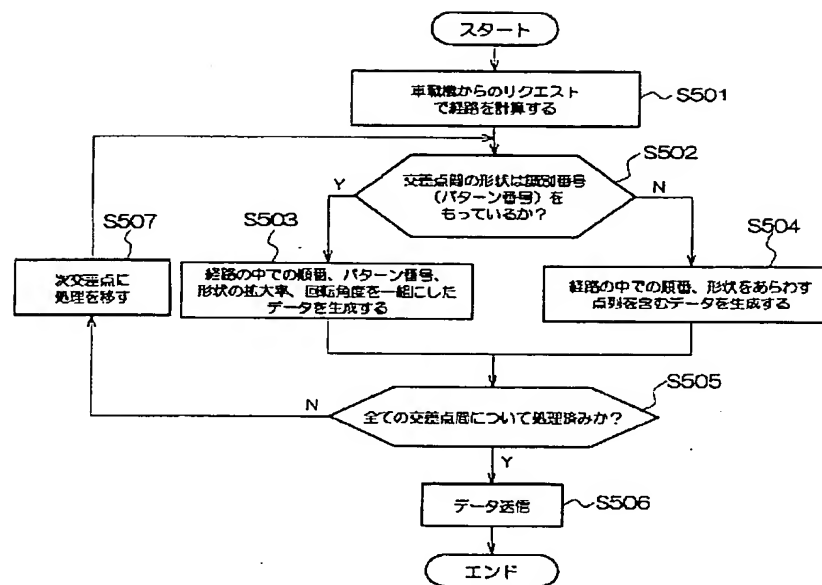 スタート
車載機からのリクエスト
で経路を計算する
S501
S502
交差点間の形状は識別番号
（パターン番号）を
もっているか？
Y
N
S507
S503
S504
次交差点に
処理を移す
経路の中での順番、パターン番号、
形状の拡大率、回転角度を一組にした
データを生成する
経路の中での順番、形状をあらわす
点列を含むデータを生成する
S505
N
全ての交差点間について処理済みか？
Y
データ送信
S506
エンド